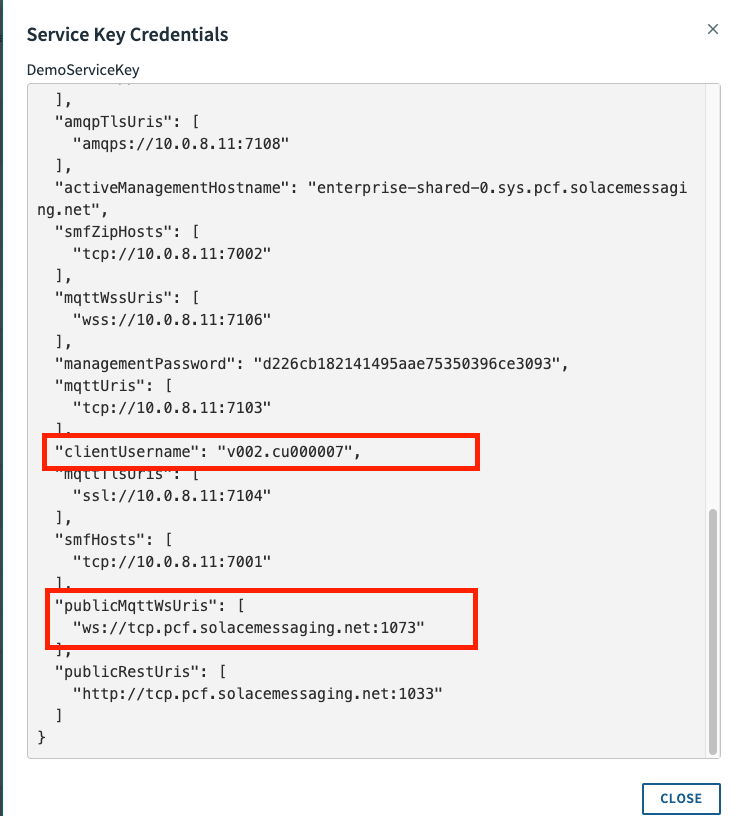 Service Key Credentials
DemoServiceKey
],
"amqpTlsUris": [
"amqps://10.0.8.11:7108"
],
"activeManagementHostname": "enterprise-shared-0.sys.pcf.solacemessagi
ng.net",
"smfZipHosts": [
"tcp://10.0.8.11:7002"
],
"mqttWssUris": [
"wss://10.0.8.11:7106"
],
"managementPassword": "d226cb182141495aae75350396ce3093",
"mqttUris": [
"tcp://10.0.8.11:7103"
],
"clientUsername": "v002.cu000007",
"mqttTlsUris": [
"ssl://10.0.8.11:7104"
],
"smfHosts": [
"tcp://10.0.8.11:7001"
],
"publicMqttWsUris": [
"ws://tcp.pcf.solacemessaging.net:1073"
],
"publicRestUris": [
"http://tcp.pcf.solacemessaging.net:1033"
]
}
CLOSE